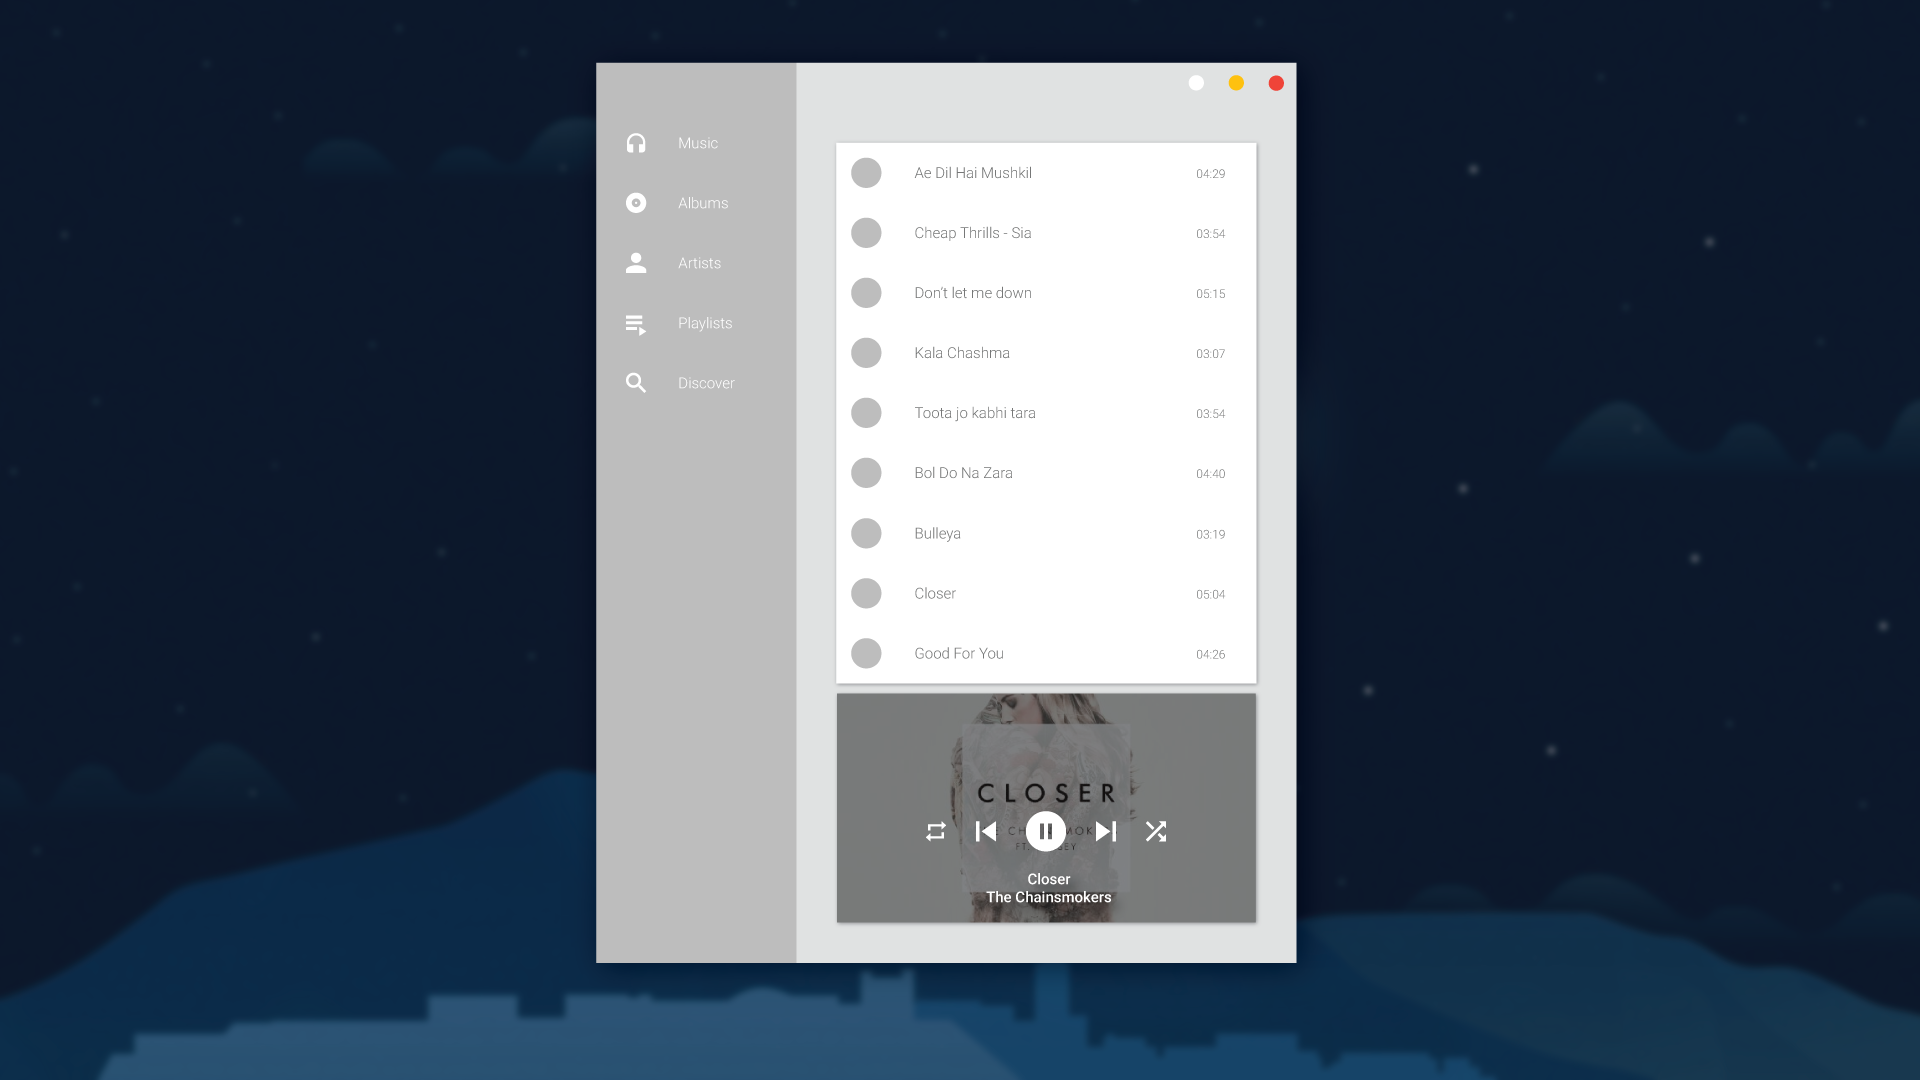 Music
Albums
Artists
Playlists
Discover
Ae Dil Hai Mushkil 04:29
Cheap Thrills - Sia 03:54
Don't let me down 05:15
Kala Chashma 03:07
Toota jo kabhi tara 03:54
Bol Do Na Zara 04:40
Bulleya 03:19
Closer 05:04
Good For You 04:26
CLOSER
FT.
Closer
The Chainsmokers